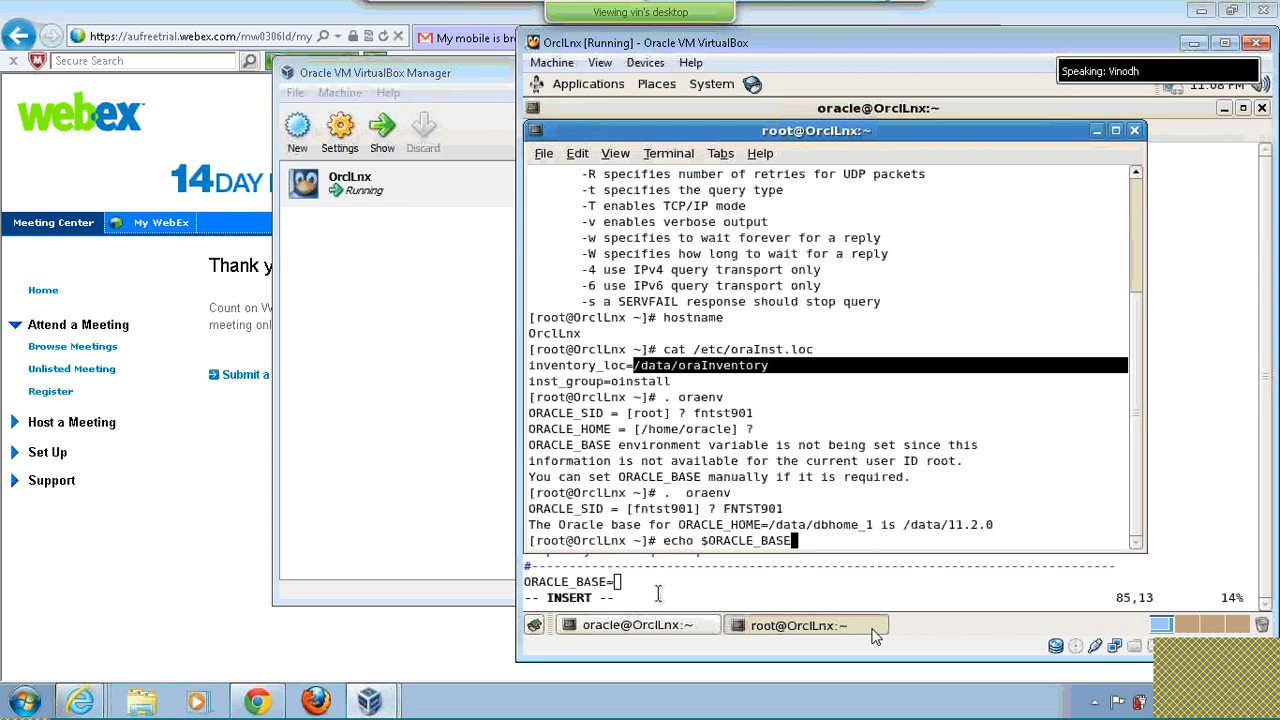 Viewing vin's desktop
https://aufreetrial.webex.com/mw0306ld/my
My mobile is br
Secure Search
webex
14DAY
Meeting Center
My WebEx
Home
Attend a Meeting
Browse Meetings
Unlisted Meeting
Register
Host a Meeting
Set Up
Support
Thank y
Count on W
meeting onl
Submit a
Oracle VM VirtualBox Manager
File Machine Help
New Settings Show Discard
OrclLnx
Running
OrclLnx [Running] - Oracle VM VirtualBox
Machine View Devices Help
Speaking: Vinodh
Applications Places System
11:08 PM
oracle@OrclLnx:~
root@OrclLnx:~
File Edit View Terminal Tabs Help
-R specifies number of retries for UDP packets
-t specifies the query type
-T enables TCP/IP mode
-v enables verbose output
-w specifies to wait forever for a reply
-W specifies how long to wait for a reply
-4 use IPv4 query transport only
-6 use IPv6 query transport only
-s a SERVFAIL response should stop query
[root@OrclLnx ~]# hostname
OrclLnx
[root@OrclLnx ~]# cat /etc/oraInst.loc
inventory_loc=/data/oraInventory
inst_group=oinstall
[root@OrclLnx ~]# . oraenv
ORACLE_SID = [root] ? fntst901
ORACLE_HOME = [/home/oracle] ?
ORACLE_BASE environment variable is not being set since this
information is not available for the current user ID root.
You can set ORACLE_BASE manually if it is required.
[root@OrclLnx ~]# .  oraenv
ORACLE_SID = [fntst901] ? FNTST901
The Oracle base for ORACLE_HOME=/data/dbhome_1 is /data/11.2.0
[root@OrclLnx ~]# echo $ORACLE_BASE
#------------------------------------------------------------------------------
ORACLE_BASE=
-- INSERT --
85,13
14%
oracle@OrclLnx:~
root@OrclLnx:~